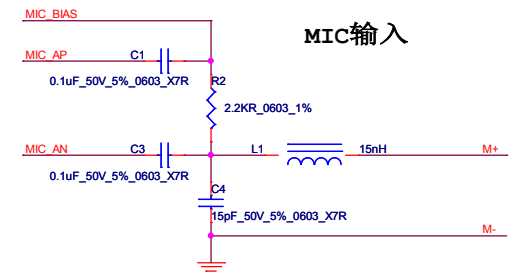 MIC_BIAS
MIC输入
MIC_AP
C1
0.1uF_50V_5%_0603_X7R
R2
2.2KR_0603_1%
MIC_AN
C3
L1
15nH
M+
0.1uF_50V_5%_0603_X7R
C4
15pF_50V_5%_0603_X7R
M-